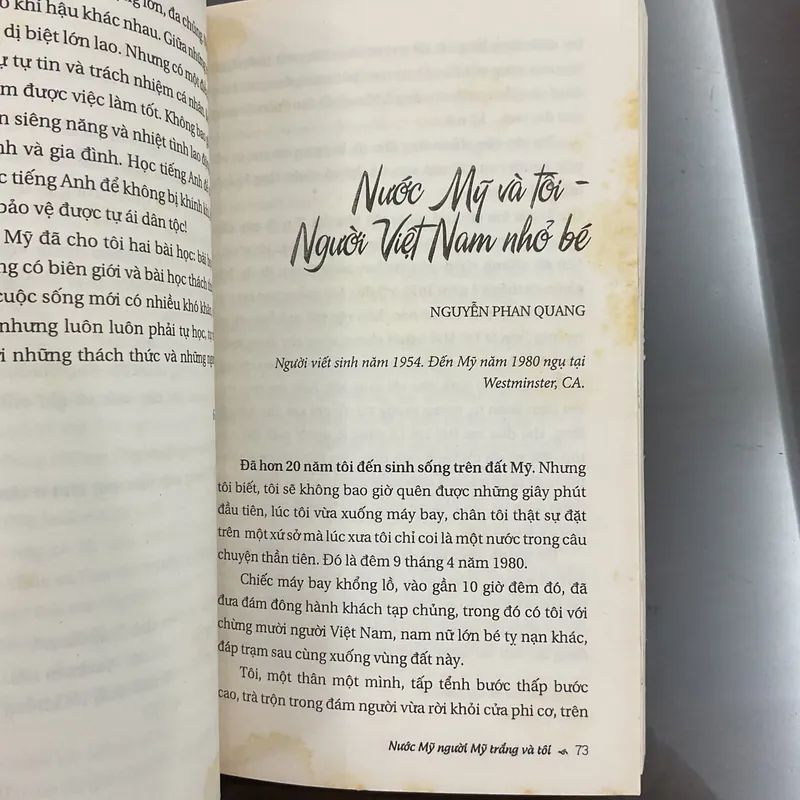 lớn, đa chủng
khí hậu khác nhau. Giữa những
dị biệt lớn lao. Nhưng có một
tự tin và trách nhiệm cá nhân,
được việc làm tốt. Không bao
siêng năng và nhiệt tình lao
và gia đình. Học tiếng Anh để
tiếng Anh để không bị khinh
bảo vệ được tự ái dân tộc!
Mỹ đã cho tôi hai bài học: bài
có biên giới và bài học thách
cuộc sống mới có nhiều khó khăn,
nhưng luôn luôn phải tự học,
những thách thức và những
Nước Mỹ và tôi -
Người Việt Nam nhỏ bé
NGUYỄN PHAN QUANG
Người viết sinh năm 1954. Đến Mỹ năm 1980 ngụ tại
Westminster, CA.
Đã hơn 20 năm tôi đến sinh sống trên đất Mỹ. Nhưng
tôi biết, tôi sẽ không bao giờ quên được những giây phút
đầu tiên, lúc tôi vừa xuống máy bay, chân tôi thật sự đặt
trên một xứ sở mà lúc xưa tôi chỉ coi là một nước trong câu
chuyện thần tiên. Đó là đêm 9 tháng 4 năm 1980.
Chiếc máy bay khổng lồ, vào gần 10 giờ đêm đó, đã
đưa đám đông hành khách tạp chủng, trong đó có tôi với
chừng mười người Việt Nam, nam nữ lớn bé tỵ nạn khác,
đáp trạm sau cùng xuống vùng đất này.
Tôi, một thân một mình, tấp tểnh bước thấp bước
cao, trà trộn trong đám người vừa rời khỏi cửa phi cơ, trên
Nước Mỹ người Mỹ trắng và tôi 73